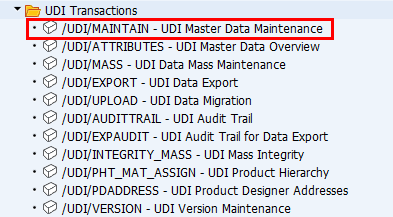 UDI Transactions
/UDI/MAINTAIN - UDI Master Data Maintenance
/UDI/ATTRIBUTES - UDI Master Data Overview
/UDI/MASS - UDI Data Mass Maintenance
/UDI/EXPORT - UDI Data Export
/UDI/UPLOAD - UDI Data Migration
/UDI/AUDITTRAIL - UDI Audit Trail
/UDI/EXPAUDIT - UDI Audit Trail for Data Export
/UDI/INTEGRITY_MASS - UDI Mass Integrity
/UDI/PHT_MAT_ASSIGN - UDI Product Hierarchy
/UDI/PDADDRESS - UDI Product Designer Addresses
/UDI/VERSION - UDI Version Maintenance